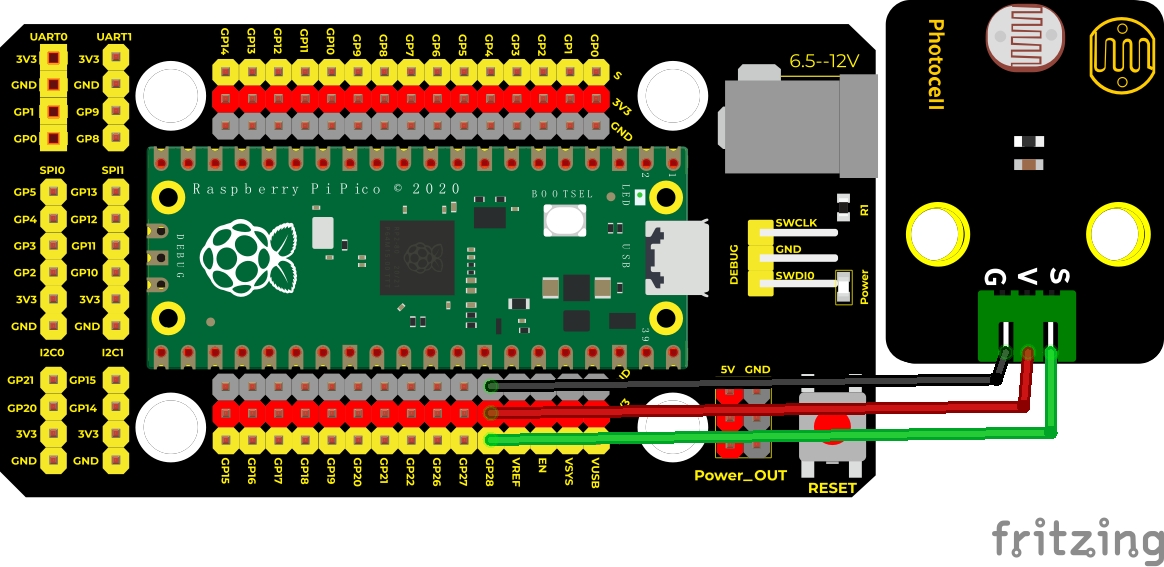 UART0
3V3
GND
GP1
GP0
UART1
3V3
GND
GP9
GP8
SPI0
GP5
GP4
GP3
GP2
3V3
GND
SPI1
GP13
GP12
GP11
GP10
3V3
GND
I2C0
GP21
GP20
3V3
GND
I2C1
GP15
GP14
3V3
GND
GP14
GP13
GP12
GP11
GP10
GP9
GP8
GP7
GP6
GP5
GP4
GP3
GP2
GP1
GP0
S
3V3
GND
Raspberry Pi Pico © 2020
BOOTSEL
LED
2
1
USB
39
DEBUG
GP15
GP16
GP17
GP18
GP19
GP20
GP21
GP22
GP26
GP27
GP28
VREF
EN
VSYS
VUSB
6.5--12V
R1
DEBUG
SWCLK
GND
SWDI0
Power
5V
GND
Power_OUT
RESET
Photocell
G
V
S
fritzing